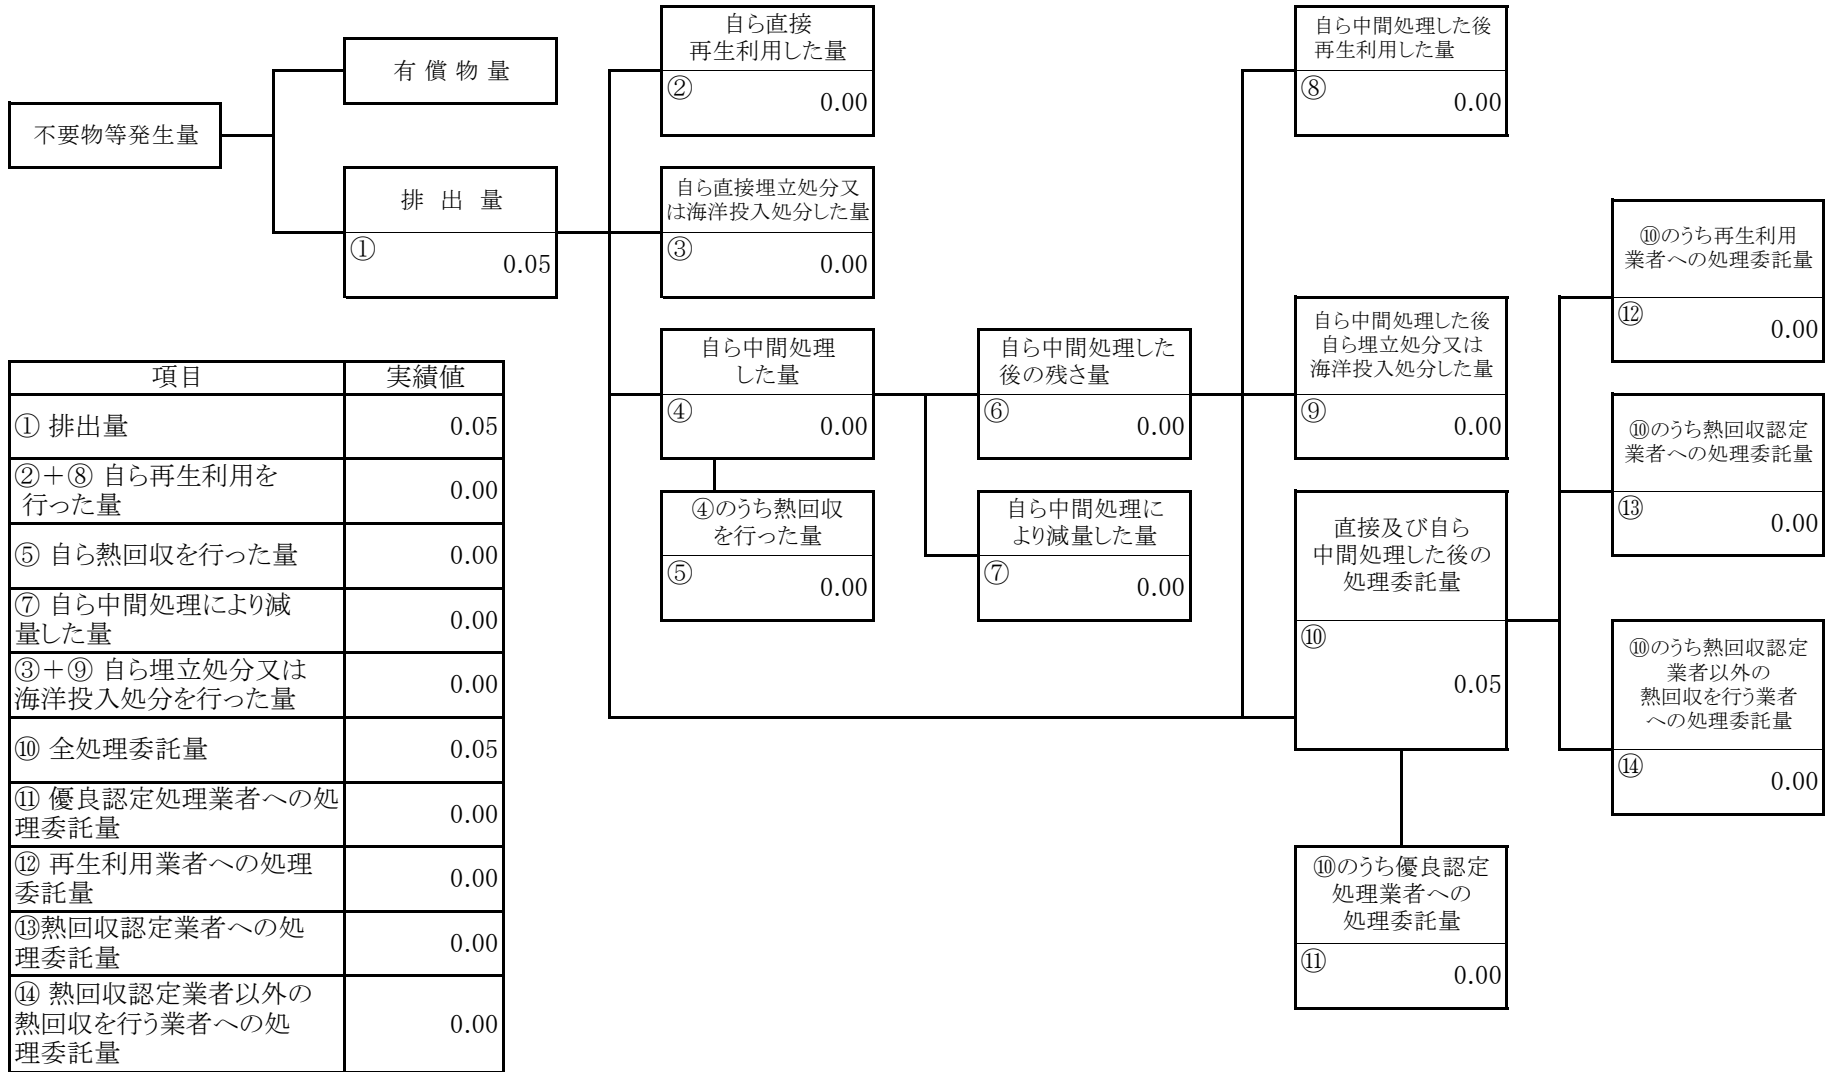 不要物等発生量
有償物量
排出量
①
0.05
自ら直接
再生利用した量
②
0.00
自ら直接埋立処分又
は海洋投入処分した量
③
0.00
自ら中間処理
した量
④
0.00
④のうち熱回収
を行った量
⑤
0.00
自ら中間処理した
後の残さ量
⑥
0.00
自ら中間処理に
より減量した量
⑦
0.00
自ら中間処理した後
再生利用した量
⑧
0.00
自ら中間処理した後
自ら埋立処分又は
海洋投入処分した量
⑨
0.00
直接及び自ら
中間処理した後の
処理委託量
⑩
0.05
⑩のうち優良認定
処理業者への
処理委託量
⑪
0.00
⑩のうち再生利用
業者への処理委託量
⑫
0.00
⑩のうち熱回収認定
業者への処理委託量
⑬
0.00
⑩のうち熱回収認定
業者以外の
熱回収を行う業者
への処理委託量
⑭
0.00
項目 実績値
① 排出量 0.05
②+⑧ 自ら再生利用を
行った量 0.00
⑤ 自ら熱回収を行った量 0.00
⑦ 自ら中間処理により減
量した量 0.00
③+⑨ 自ら埋立処分又は
海洋投入処分を行った量 0.00
⑩ 全処理委託量 0.05
⑪ 優良認定処理業者への処
理委託量 0.00
⑫ 再生利用業者への処理
委託量 0.00
⑬熱回収認定業者への処
理委託量 0.00
⑭ 熱回収認定業者以外の
熱回収を行う業者への処
理委託量 0.00